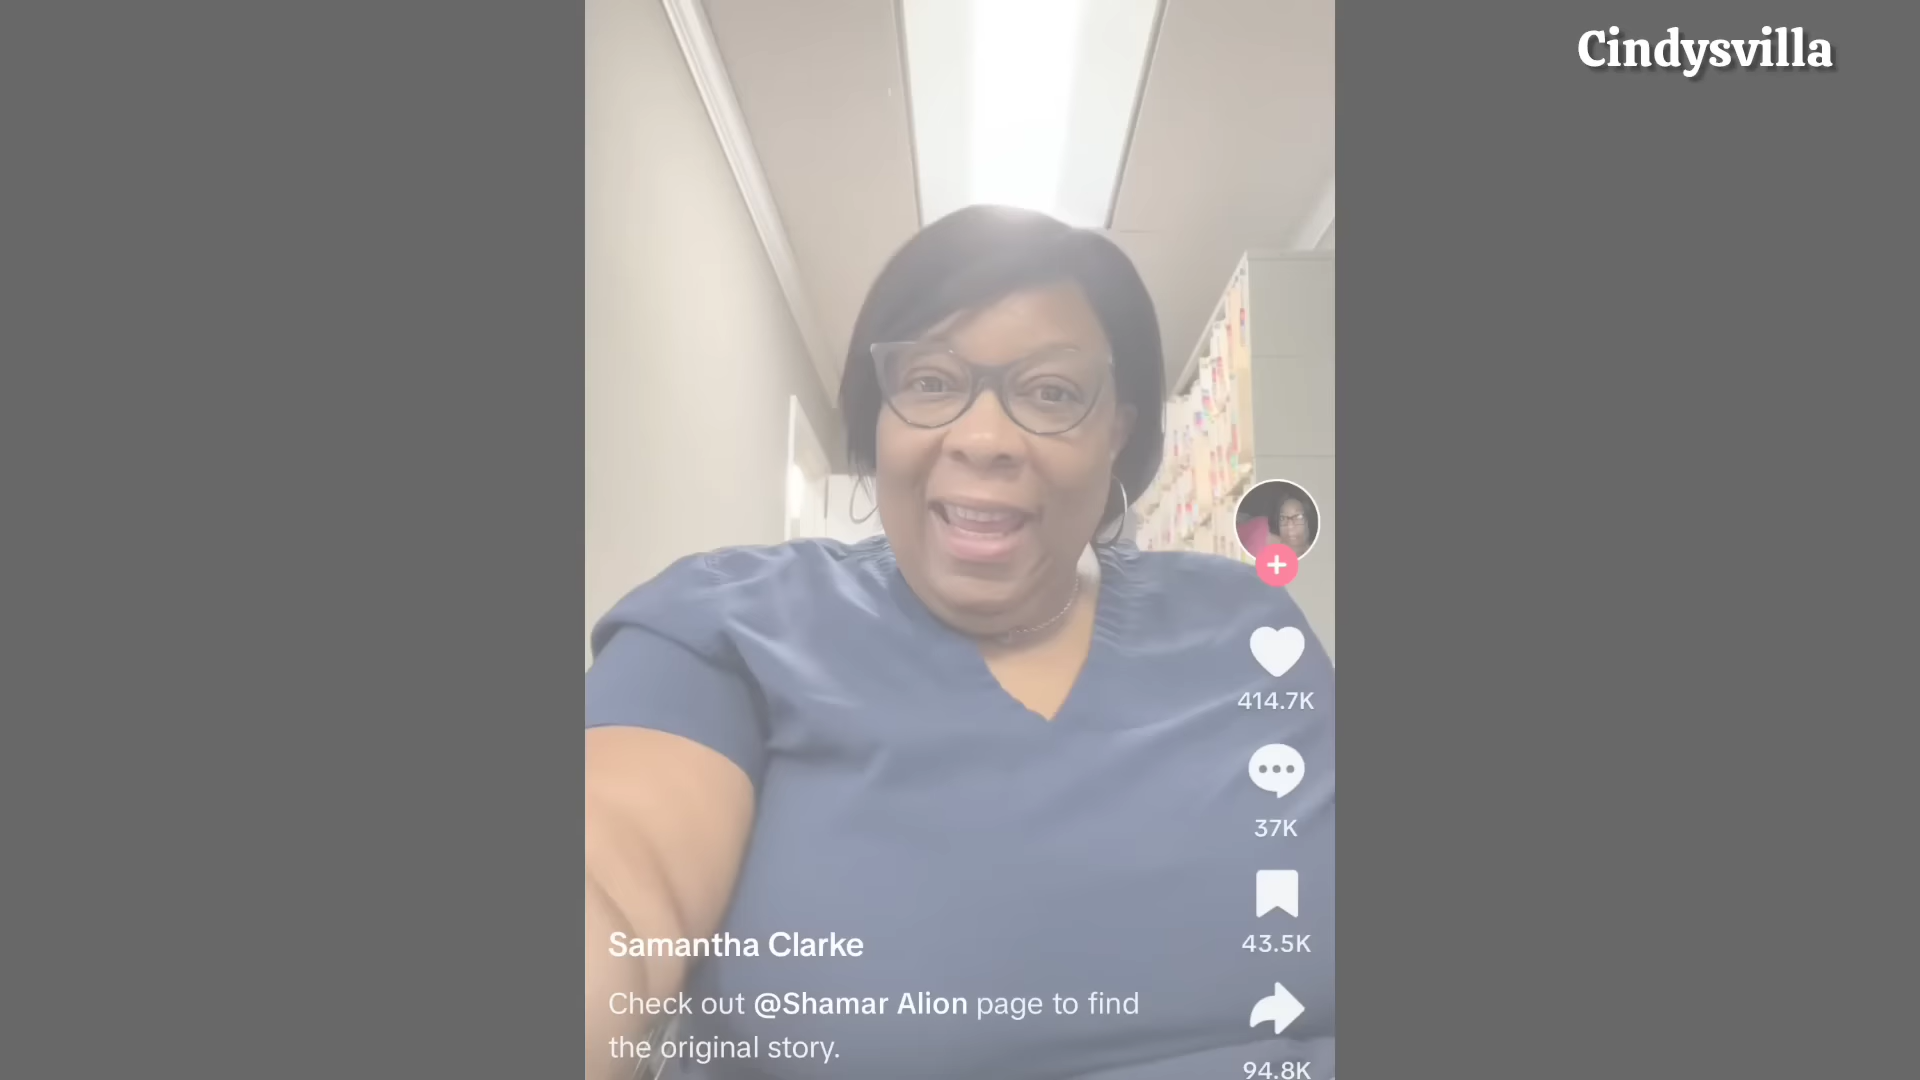 Cindysvilla
414.7K
37K
43.5K
94.8K
Samantha Clarke
Check out @Shamar Alion page to find
the original story.